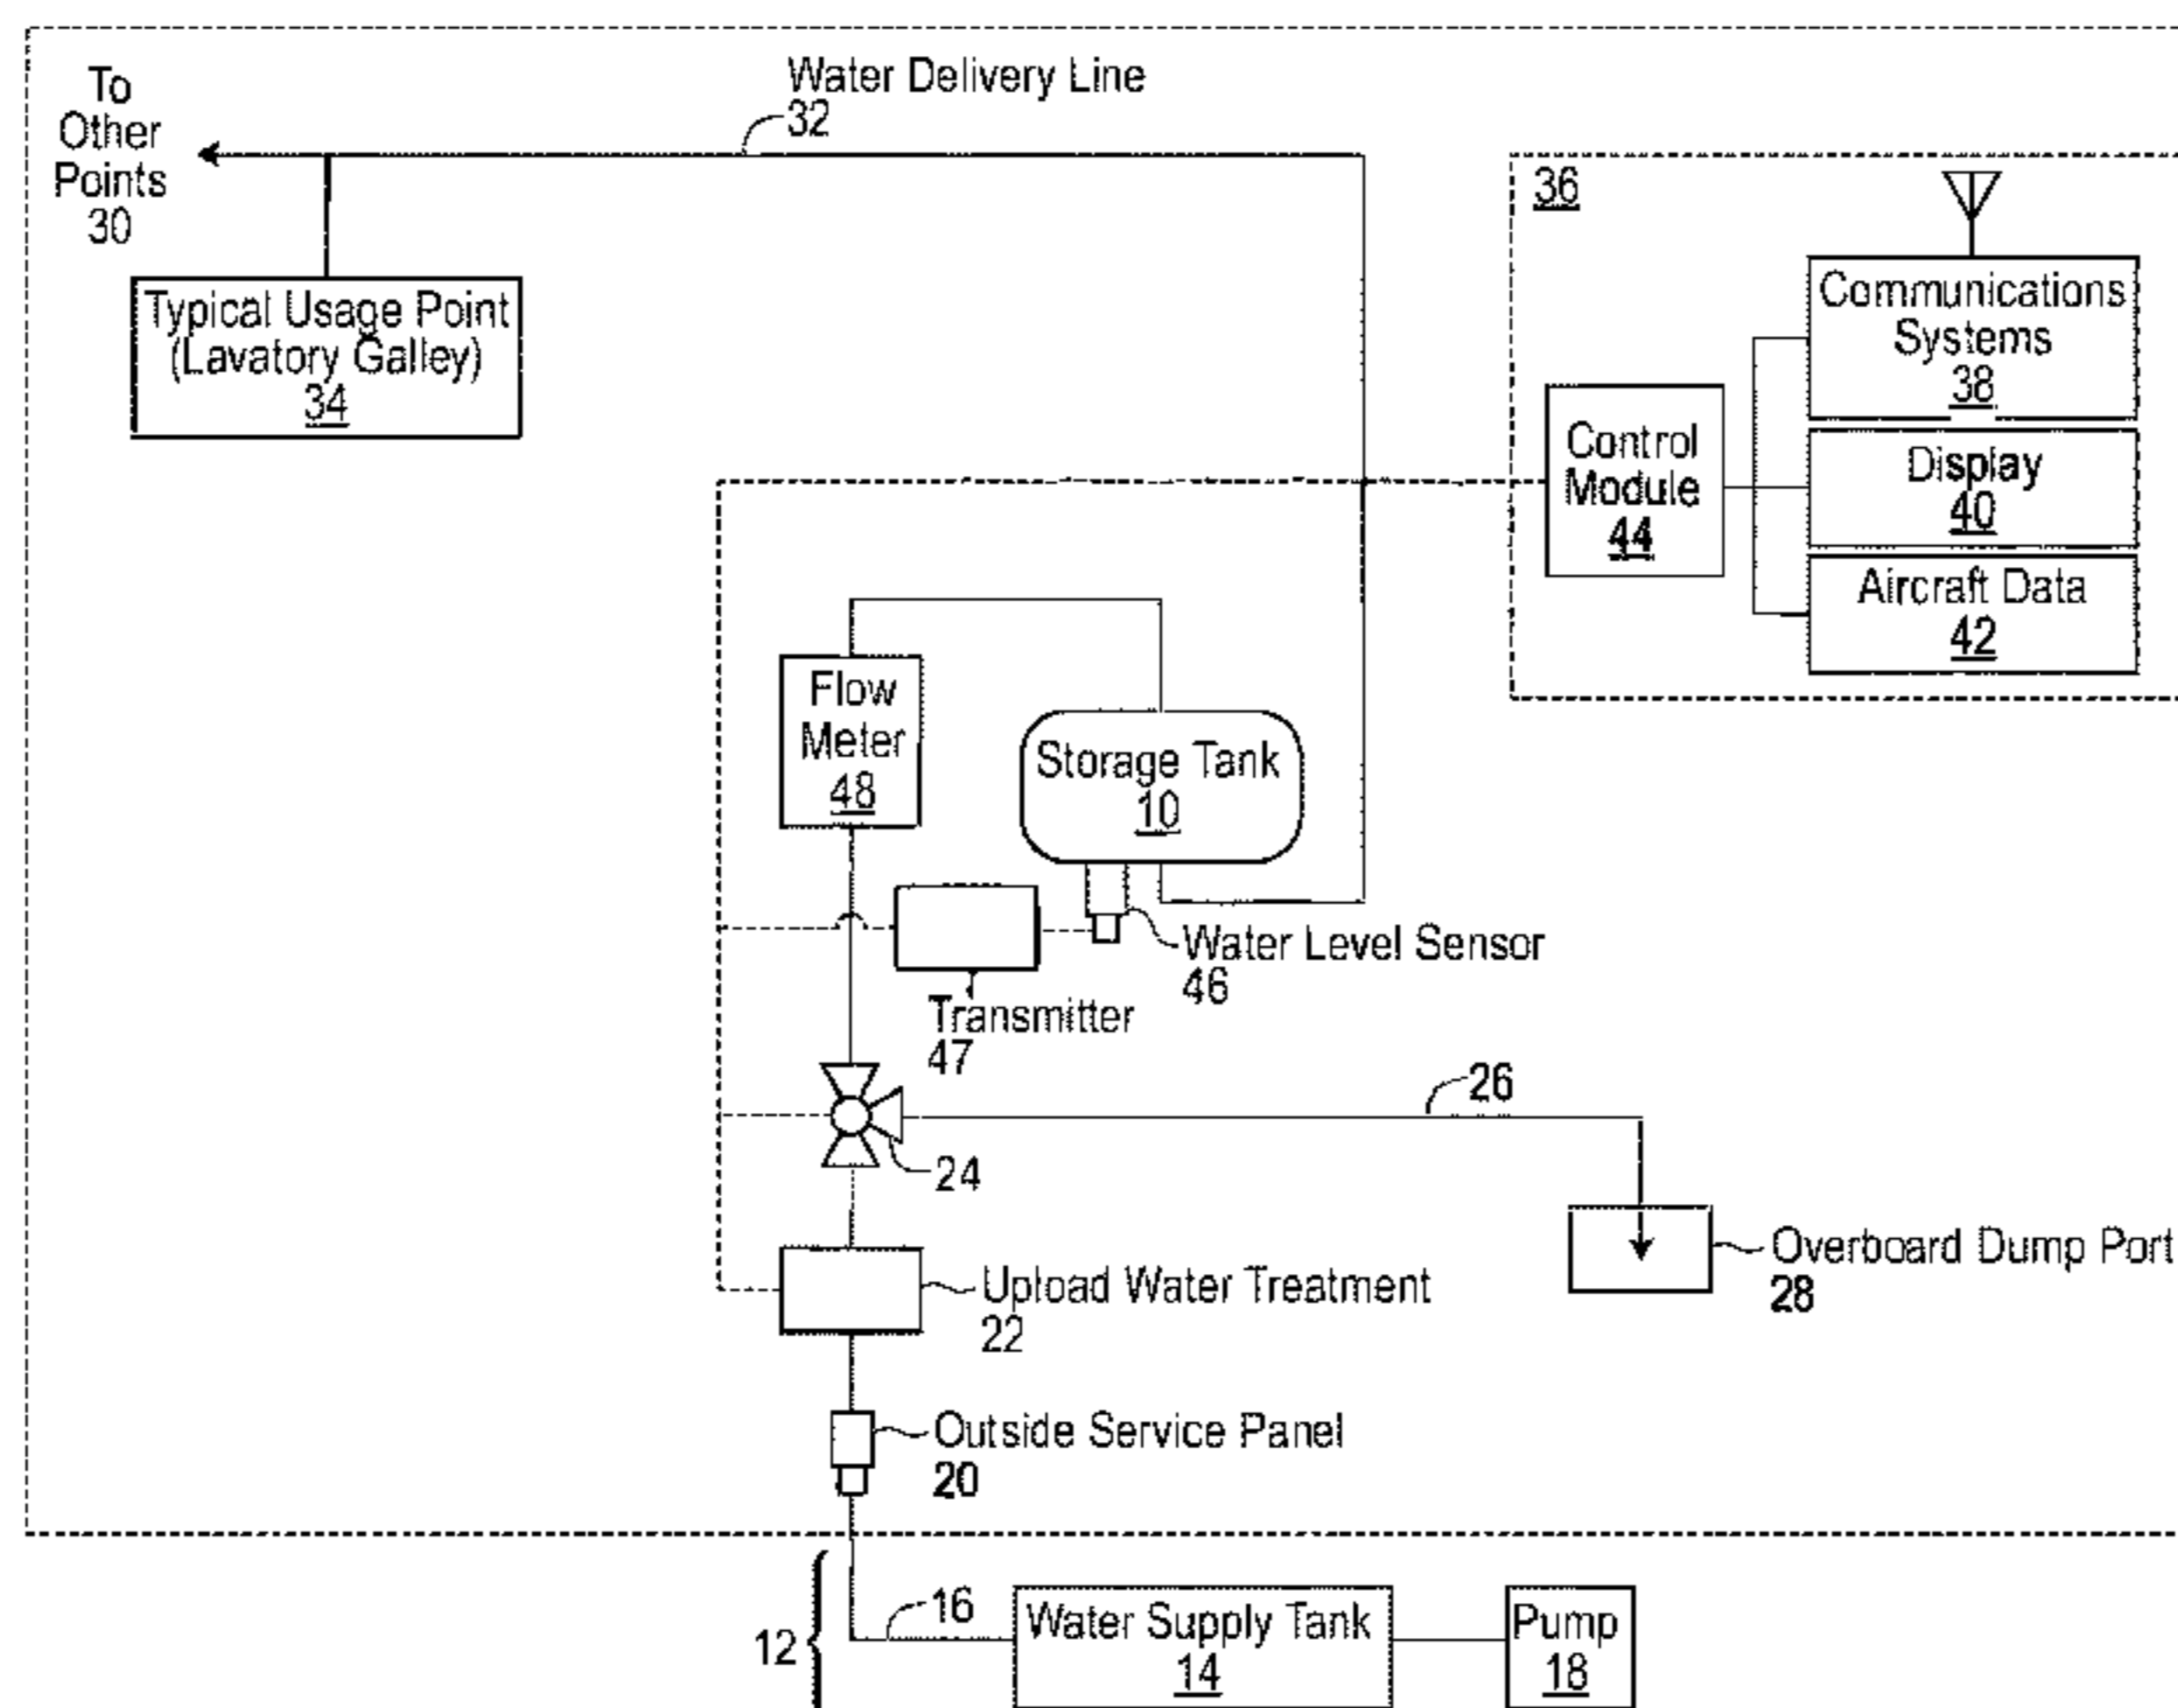 To
Other
Points
30
Water Delivery Line
32
Typical Usage Point
(Lavatory Galley)
34
36
Communications
Systems
38
Control
Module
44
Display
40
Aircraft Data
42
Flow
Meter
48
Storage Tank
10
Water Level Sensor
46
Transmitter
47
26
24
Upload Water Treatment
22
Overboard Dump Port
28
Outside Service Panel
20
12
16
Water Supply Tank
14
Pump
18